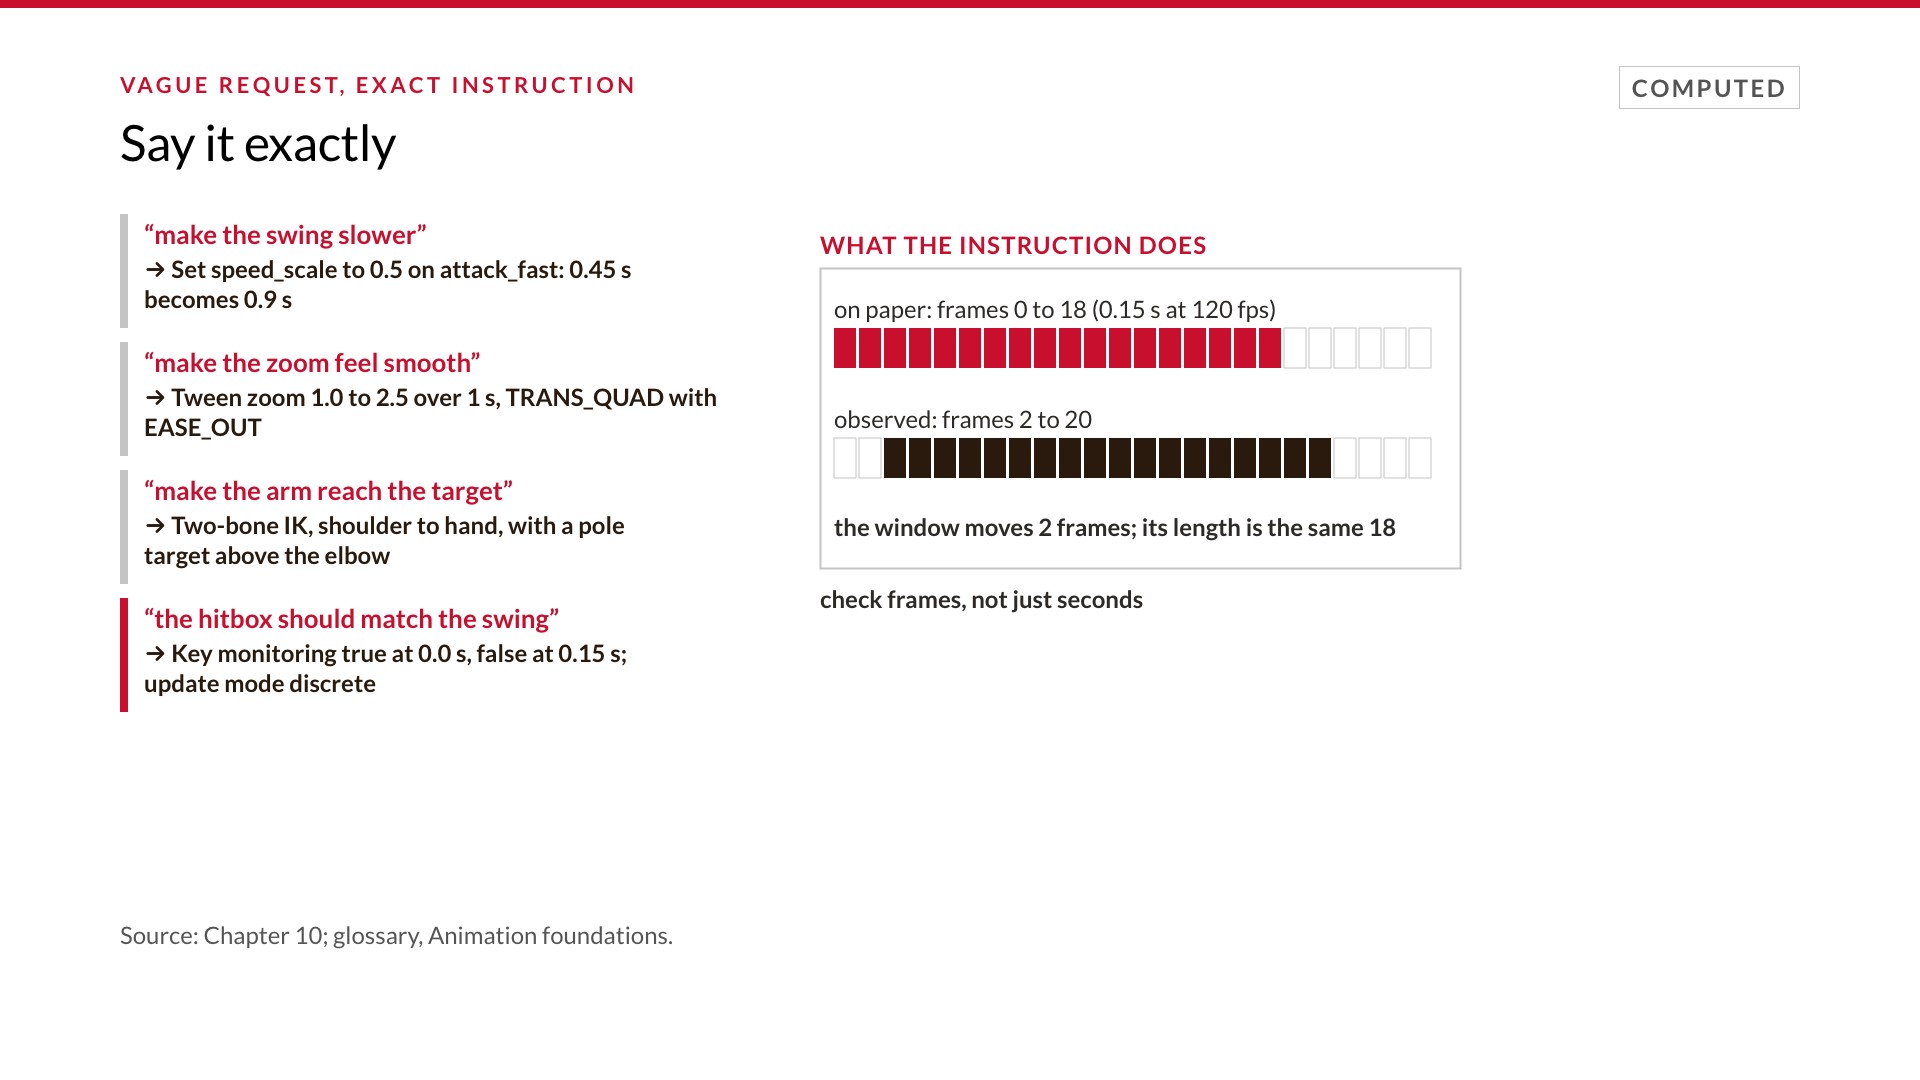 VAGUE REQUEST, EXACT INSTRUCTION
COMPUTED
Say it exactly
“make the swing slower”
→ Set speed_scale to 0.5 on attack_fast: 0.45 s
becomes 0.9 s
“make the zoom feel smooth”
→ Tween zoom 1.0 to 2.5 over 1 s, TRANS_QUAD with
EASE_OUT
“make the arm reach the target”
→ Two-bone IK, shoulder to hand, with a pole
target above the elbow
“the hitbox should match the swing”
→ Key monitoring true at 0.0 s, false at 0.15 s;
update mode discrete
WHAT THE INSTRUCTION DOES
on paper: frames 0 to 18 (0.15 s at 120 fps)
observed: frames 2 to 20
the window moves 2 frames; its length is the same 18
check frames, not just seconds
Source: Chapter 10; glossary, Animation foundations.